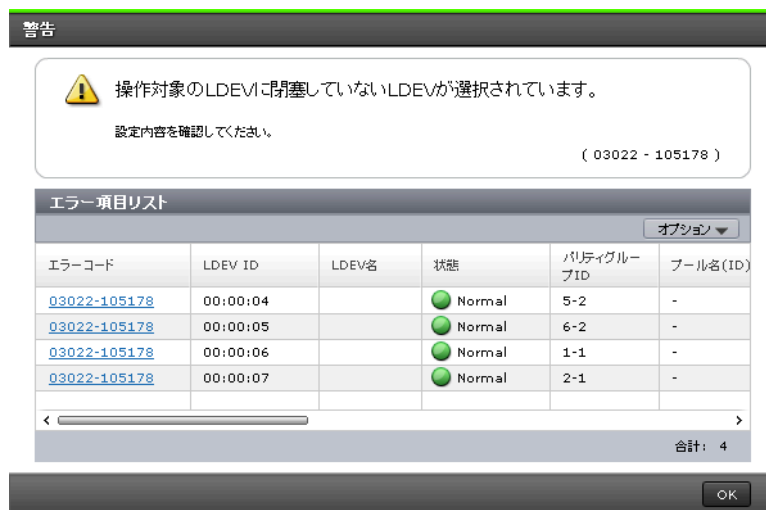 警告
操作対象のLDEVに閉塞していないLDEVが選択されています。
設定内容を確認してください。
( 03022 - 105178 )
エラー項目リスト
オプション
エラーコード LDEV ID LDEV名 状態 パリティグルー プール名(ID)
プID
03022-105178 00:00:04 Normal 5-2 -
03022-105178 00:00:05 Normal 6-2 -
03022-105178 00:00:06 Normal 1-1 -
03022-105178 00:00:07 Normal 2-1 -
合計: 4
OK